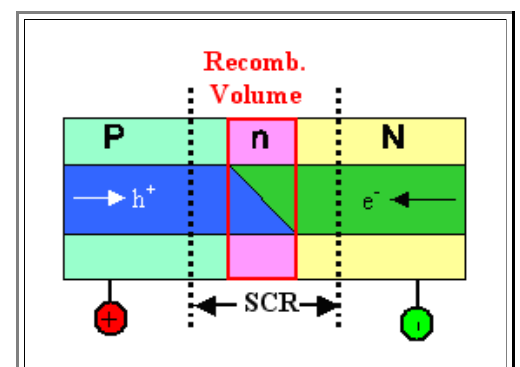 Recomb.
Volume
P n N
h+ e-
SCR
+ -